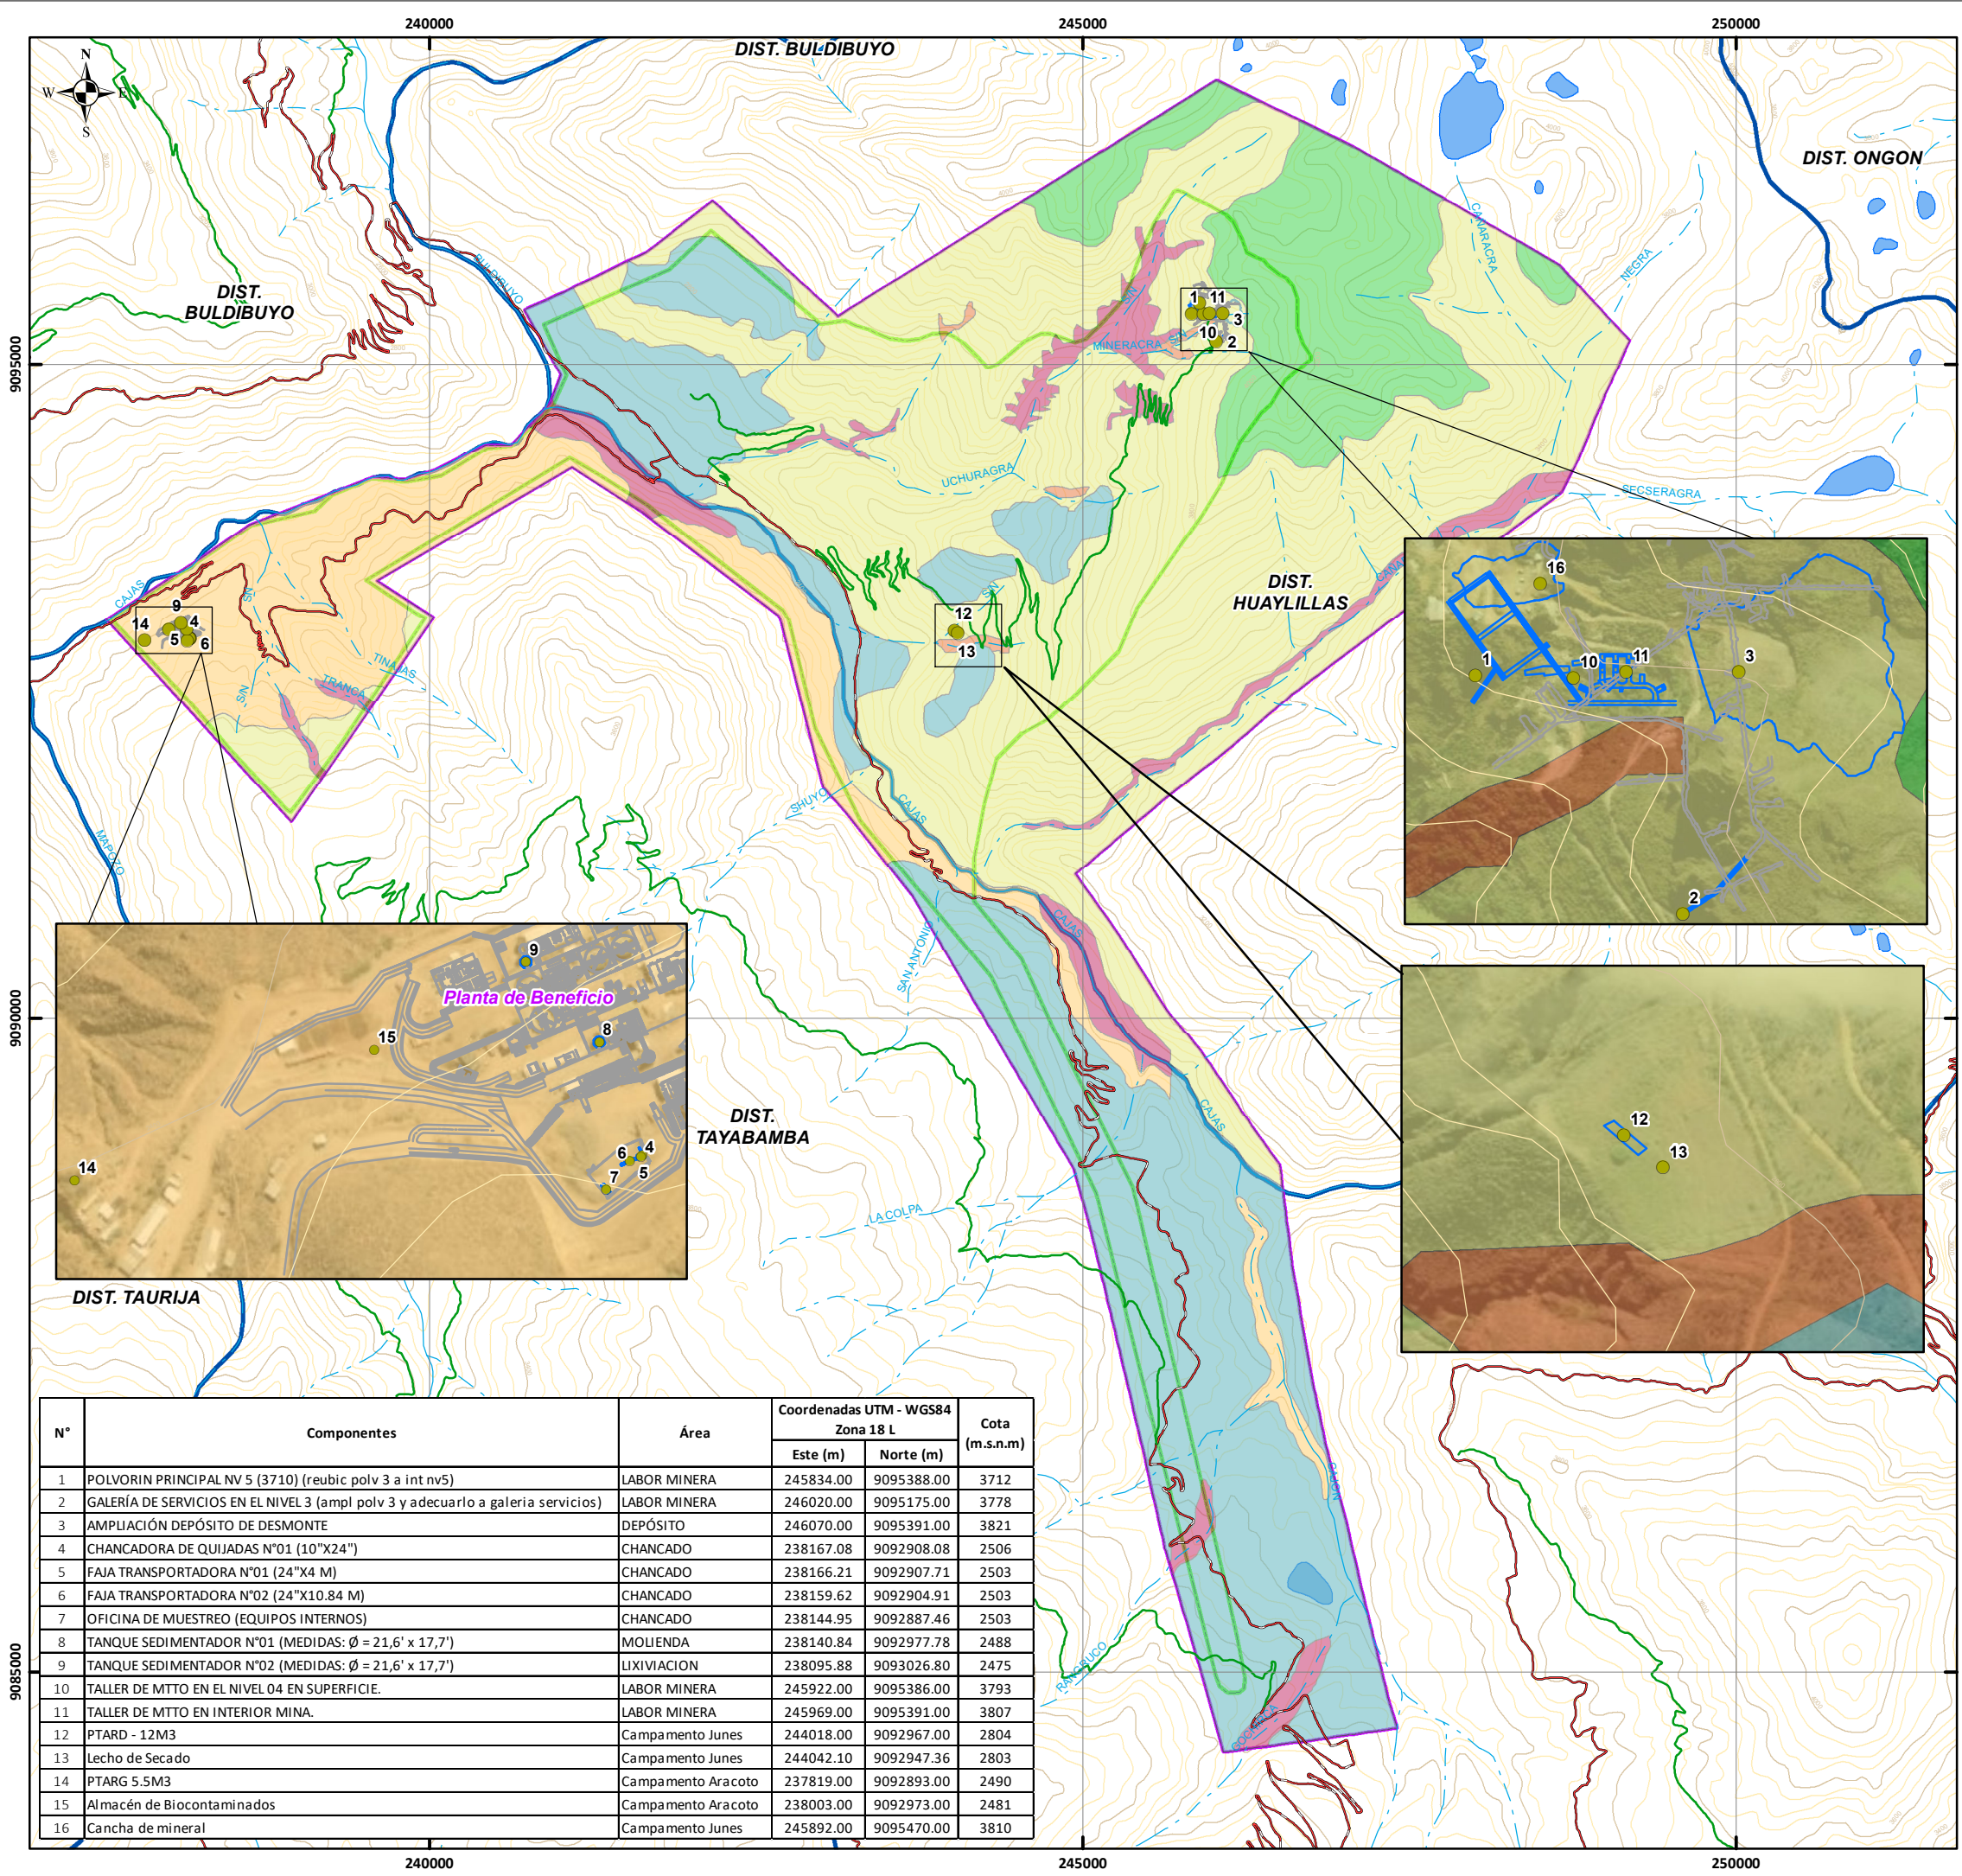 240000
245000
250000
N
W
E
S
DIST. BULDIBUYO
DIST. ONGON
DIST.
BULDIBUYO
BULDIBUYO
CAÑARACRA
NEGRA
9095000
S/N
1
11
3
10
2
MINERACRA
S/N
UCHURAGRA
SECSERAGRA
DIST.
HUAYLILLAS
CAJAS
9
14
4
5
6
S/N
S/N
TINAJAS
TRANCA
12
13
S/N
16
1
10
11
3
2
SHUYO
CAJAS
MAPOZO
SAN ANTONIO
CAJAS
9090000
9
Planta de Beneficio
8
15
14
6
4
5
7
DIST.
TAYABAMBA
CAJAS
12
13
LA COLPA
DIST. TAURIJA
CAJON
RANGRUCO
9085000
N°
Componentes
Área
Coordenadas UTM - WGS84
Zona 18 L
Cota
(m.s.n.m)
Este (m)
Norte (m)
1 POLVORIN PRINCIPAL NV 5 (3710) (reubic polv 3 a int nv5) LABOR MINERA 245834.00 9095388.00 3712
2 GALERÍA DE SERVICIOS EN EL NIVEL 3 (ampl polv 3 y adecuarlo a galeria servicios) LABOR MINERA 246020.00 9095175.00 3778
3 AMPLIACIÓN DEPÓSITO DE DESMONTE DEPÓSITO 246070.00 9095391.00 3821
4 CHANCADORA DE QUIJADAS N°01 (10"X24") CHANCADO 238167.08 9092908.08 2506
5 FAJA TRANSPORTADORA N°01 (24"X4 M) CHANCADO 238166.21 9092907.71 2503
6 FAJA TRANSPORTADORA N°02 (24"X10.84 M) CHANCADO 238159.62 9092904.91 2503
7 OFICINA DE MUESTREO (EQUIPOS INTERNOS) CHANCADO 238144.95 9092887.46 2503
8 TANQUE SEDIMENTADOR N°01 (MEDIDAS: Ø = 21,6' x 17,7') MOLIENDA 238140.84 9092977.78 2488
9 TANQUE SEDIMENTADOR N°02 (MEDIDAS: Ø = 21,6' x 17,7') LIXIVIACION 238095.88 9093026.80 2475
10 TALLER DE MTTO EN EL NIVEL 04 EN SUPERFICIE. LABOR MINERA 245922.00 9095386.00 3793
11 TALLER DE MTTO EN INTERIOR MINA. LABOR MINERA 245969.00 9095391.00 3807
12 PTARD - 12M3 Campamento Junes 244018.00 9092967.00 2804
13 Lecho de Secado Campamento Junes 244042.10 9092947.36 2803
14 PTARG 5.5M3 Campamento Aracoto 237819.00 9092893.00 2490
15 Almacén de Biocontaminados Campamento Aracoto 238003.00 9092973.00 2481
16 Cancha de mineral Campamento Junes 245892.00 9095470.00 3810
240000
245000
250000